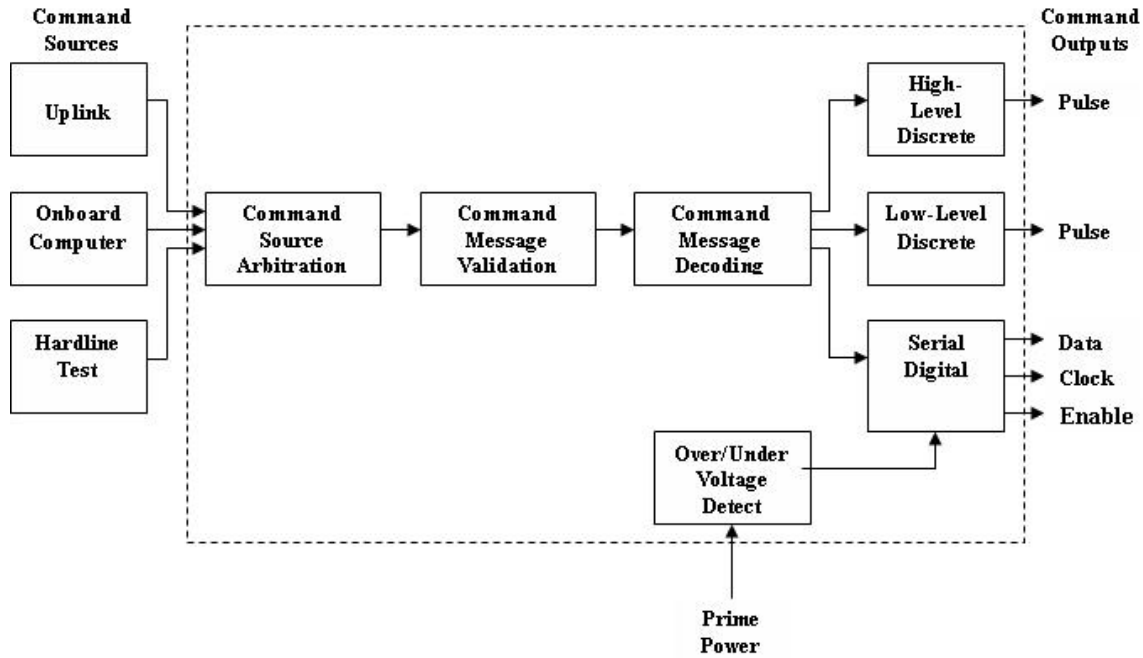 Command
Sources
Command
Outputs
Uplink
Onboard
Computer
Hardline
Test
Command
Source
Arbitration
Command
Message
Validation
Command
Message
Decoding
High-
Level
Discrete
Pulse
Low-Level
Discrete
Pulse
Serial
Digital
Data
Clock
Enable
Over/Under
Voltage
Detect
Prime
Power